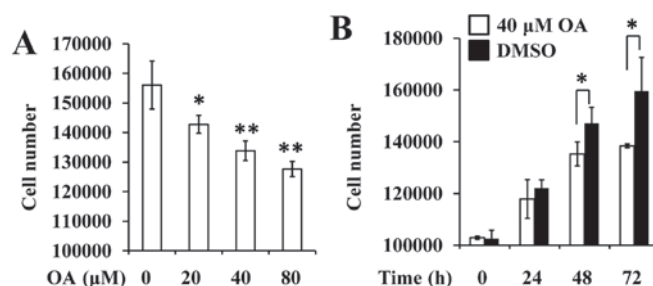 A
Cell number
170000
160000
150000
140000
130000
120000
110000
100000
*
**
**
OA (µM) 0 20 40 80
B
40 µM OA
DMSO
Cell number
180000
160000
140000
120000
100000
*
*
Time (h) 0 24 48 72